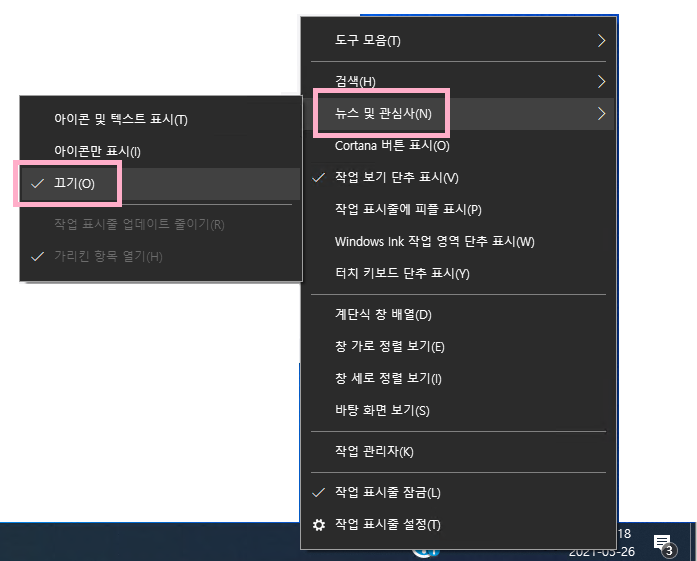 도구 모음(T)
검색(H)
뉴스 및 관심사(N)
Cortana 버튼 표시(O)
작업 보기 단추 표시(V)
작업 표시줄에 피플 표시(P)
Windows Ink 작업 영역 단추 표시(W)
터치 키보드 단추 표시(Y)
계단식 창 배열(D)
창 가로 정렬 보기(E)
창 세로 정렬 보기(I)
바탕 화면 보기(S)
작업 관리자(K)
작업 표시줄 잠금(L)
작업 표시줄 설정(T)
아이콘 및 텍스트 표시(T)
아이콘만 표시(I)
끄기(O)
작업 표시줄 업데이트 줄이기(R)
가리킨 항목 열기(H)
18
2021-05-26
3